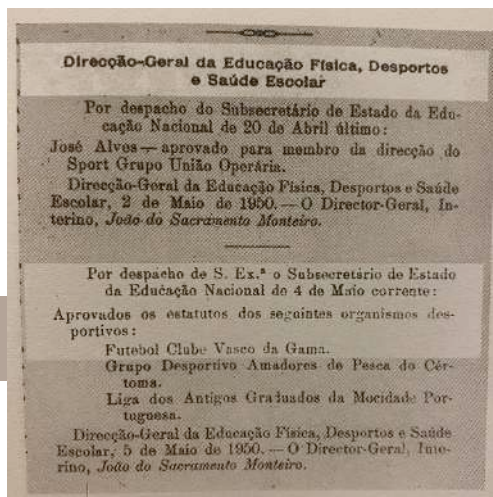 Direcção-Geral da Educação Física, Desportos
e Saúde Escolar
Por despacho do Subsecretário de Estado da Edu-
cação Nacional de 20 de Abril último:
José Alves — aprovado para membro da direcção do
Sport Grupo União Operária.
Direcção-Geral da Educação Física, Desportos e Saúde
Escolar, 2 de Maio de 1950. — O Director-Geral, In-
terino, João do Sacramento Monteiro.
Por despacho de S. Ex.ª o Subsecretário de Estado
da Educação Nacional de 4 de Maio corrente:
Aprovados os estatutos dos seguintes organismos des-
portivos:
Futebol Clube Vasco da Gama.
Grupo Desportivo Amadores de Pesca do Cér-
toma.
Liga dos Antigos Graduados da Mocidade Por-
tuguesa.
Direcção-Geral da Educação Física, Desportos e Saúde
Escolar, 5 de Maio de 1950. — O Director-Geral, Inte-
rino, João do Sacramento Monteiro.